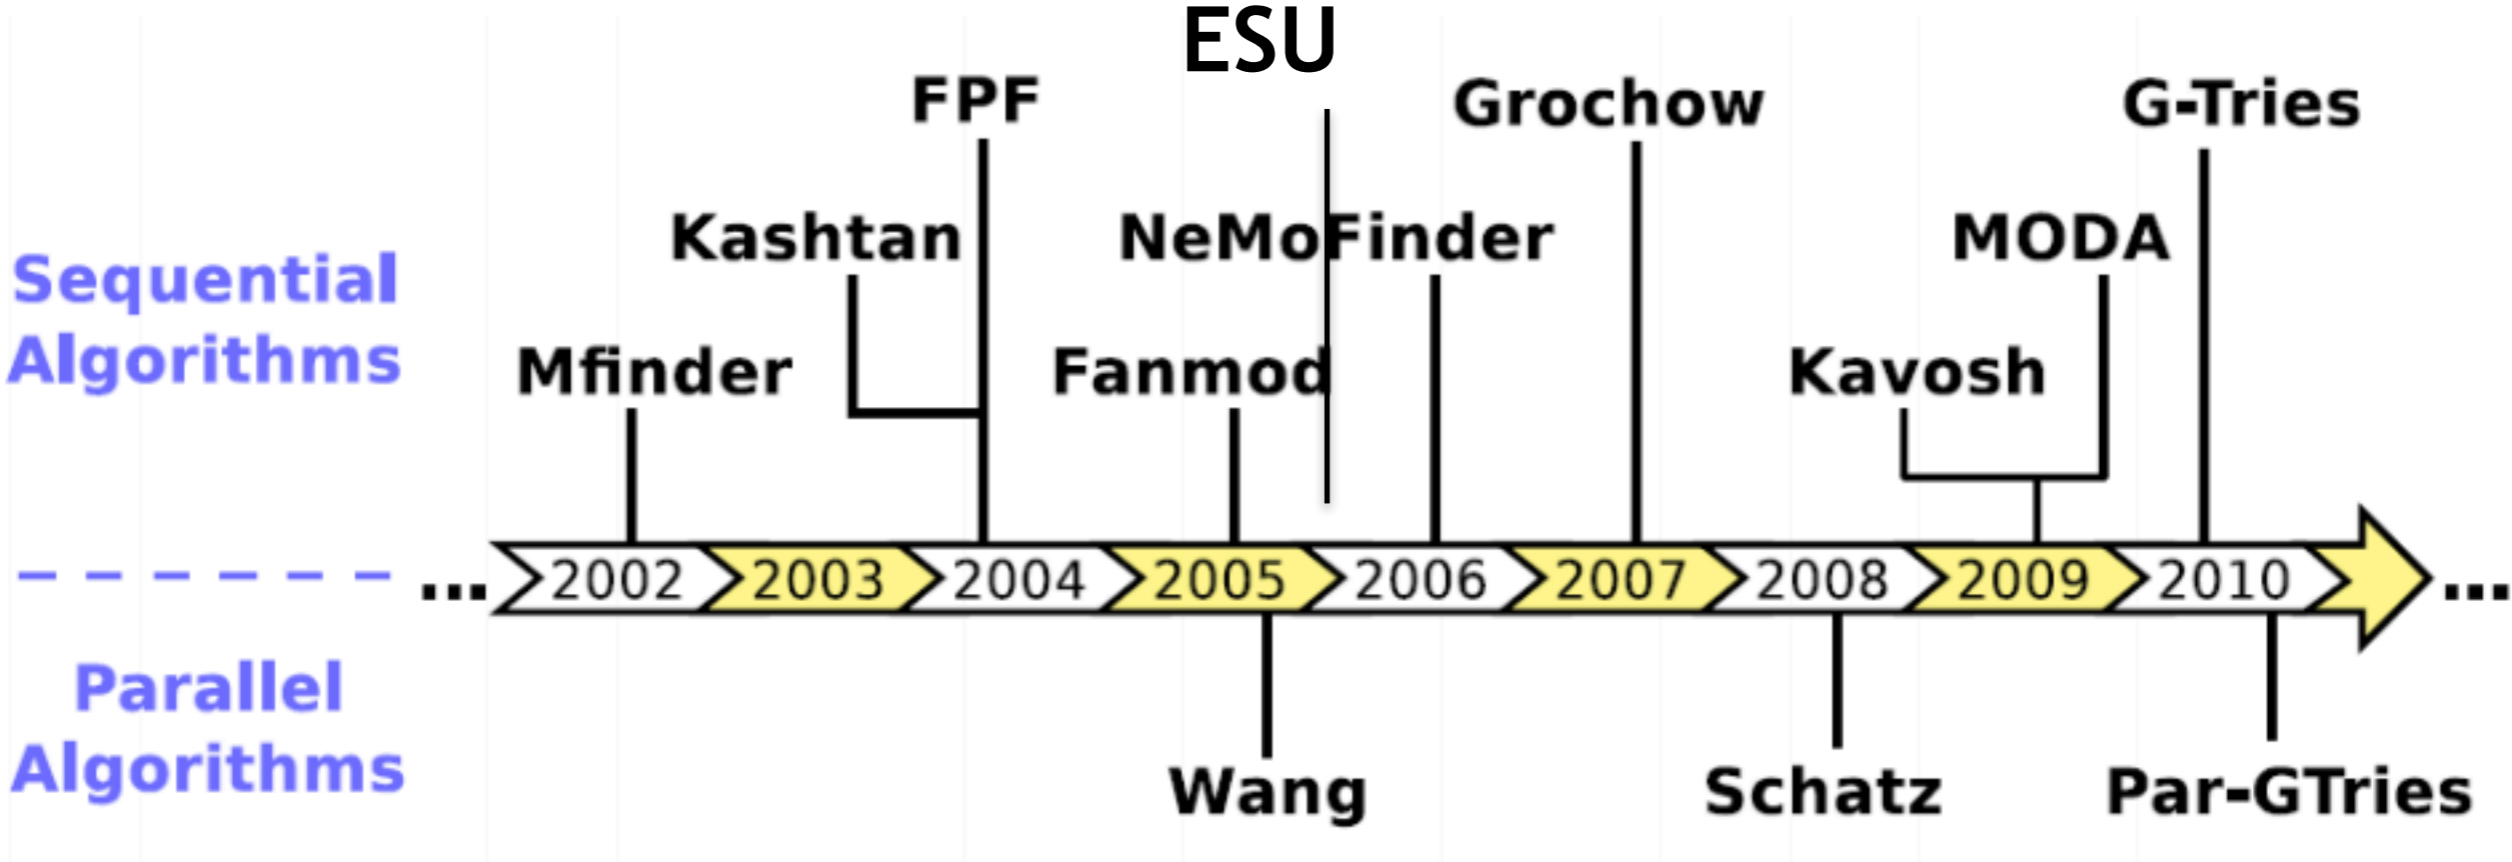 ESU
FPF
Grochow
G-Tries
Kashtan
NeMoFinder
MODA
Sequential
Algorithms
Mfinder
Fanmod
Kavosh
... 2002 2003 2004 2005 2006 2007 2008 2009 2010 ...
Parallel
Algorithms
Wang
Schatz
Par-GTries